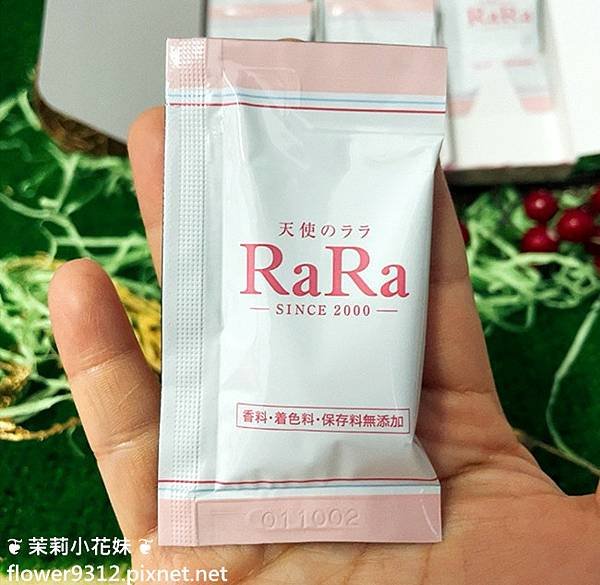 RaRa
天使のララ
RaRa
SINCE 2000
香料・着色料・保存料無添加
011002
茉莉小花妹
flower9312.pixnet.net